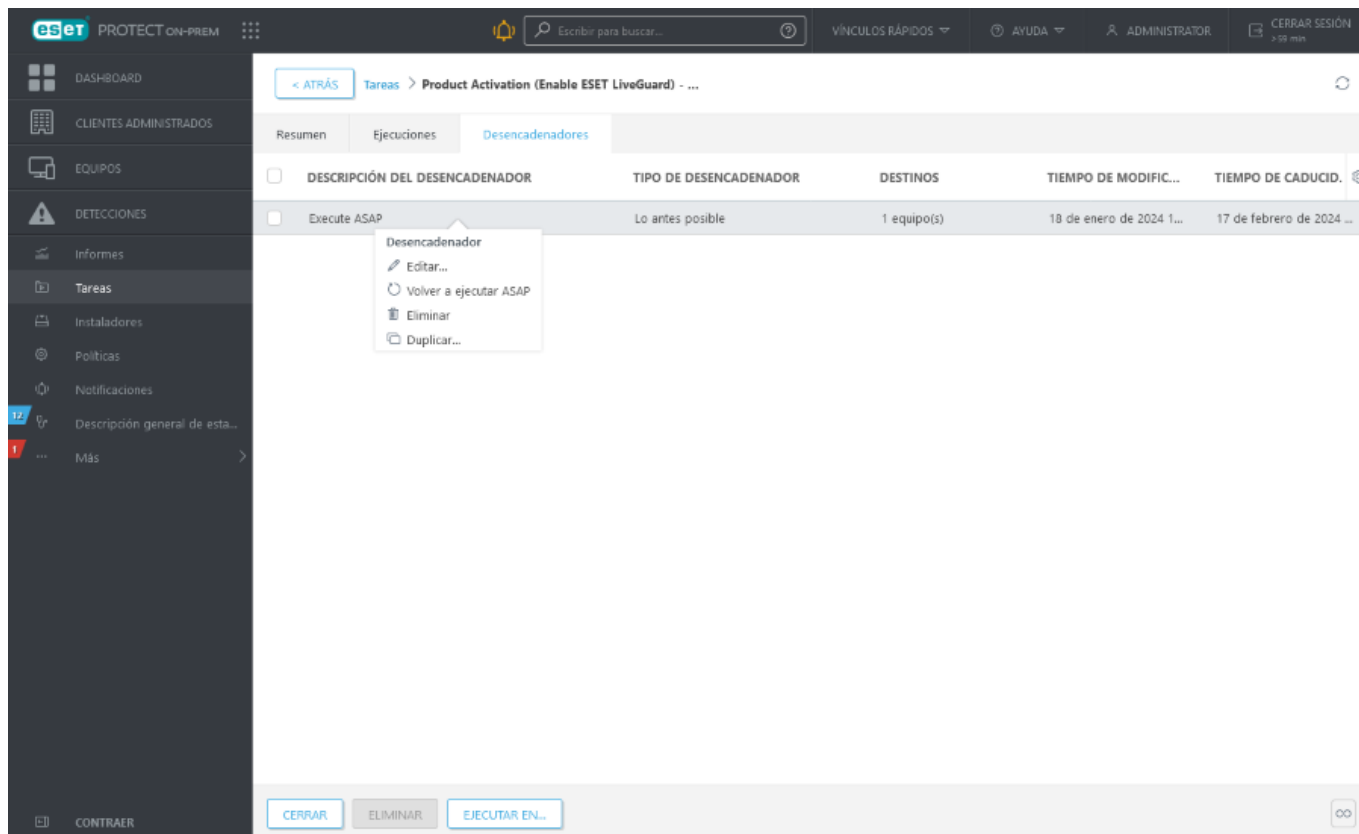 eset PROTECT ON-PREM
Escribir para buscar...
VÍNCULOS RÁPIDOS
AYUDA
ADMINISTRATOR
CERRAR SESIÓN
> 59 min
DASHBOARD
CLIENTES ADMINISTRADOS
EQUIPOS
DETECCIONES
Informes
Tareas
Instaladores
Políticas
Notificaciones
12
Descripción general de esta...
1
Más
CONTRAER
< ATRÁS
Tareas > Product Activation (Enable ESET LiveGuard) - ...
Resumen
Ejecuciones
Desencadenadores
DESCRIPCIÓN DEL DESENCADENADOR
TIPO DE DESENCADENADOR
DESTINOS
TIEMPO DE MODIFIC...
TIEMPO DE CADUCID.
Execute ASAP
Lo antes posible
1 equipo(s)
18 de enero de 2024 1...
17 de febrero de 2024 ...
Desencadenador
Editar...
Volver a ejecutar ASAP
Eliminar
Duplicar...
CERRAR
ELIMINAR
EJECUTAR EN...